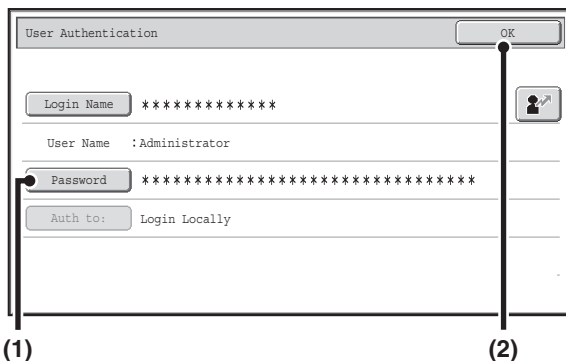 User Authentication OK
Login Name *************
User Name :Administrator
Password ********************************
Auth to: Login Locally
(1) (2)